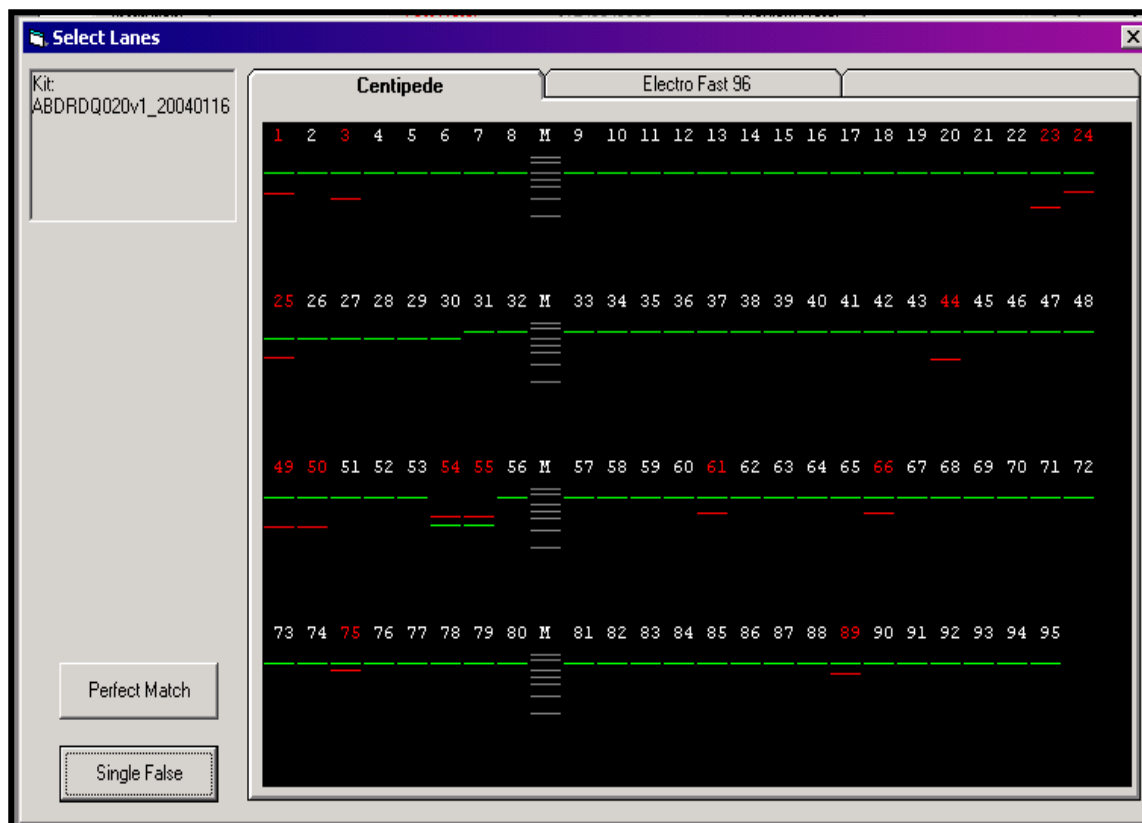 Select Lanes
Kit:
ABDRDQ020v1_20040116
Centipede
Electro Fast 96
1 2 3 4 5 6 7 8 M 9 10 11 12 13 14 15 16 17 18 19 20 21 22 23 24
25 26 27 28 29 30 31 32 M 33 34 35 36 37 38 39 40 41 42 43 44 45 46 47 48
49 50 51 52 53 54 55 56 M 57 58 59 60 61 62 63 64 65 66 67 68 69 70 71 72
73 74 75 76 77 78 79 80 M 81 82 83 84 85 86 87 88 89 90 91 92 93 94 95
Perfect Match
Single False